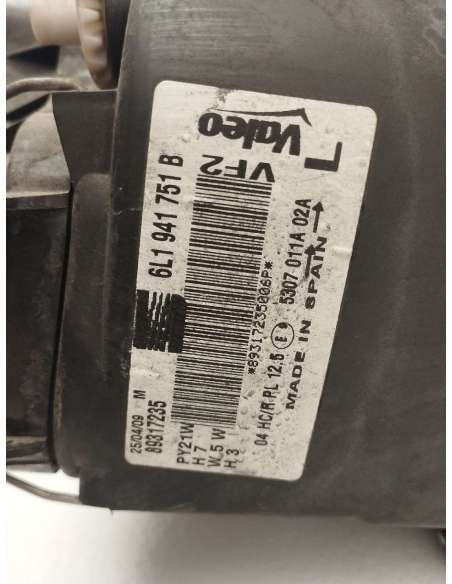 L Valeo
VF2
6L1 941 751 B
*89317235006P*
25/04/09 M
89317235
PY21W
H 7
W 5 W
H 3
04 HC/R PL 12.5
5307 011A 02A
MADE IN SPAIN